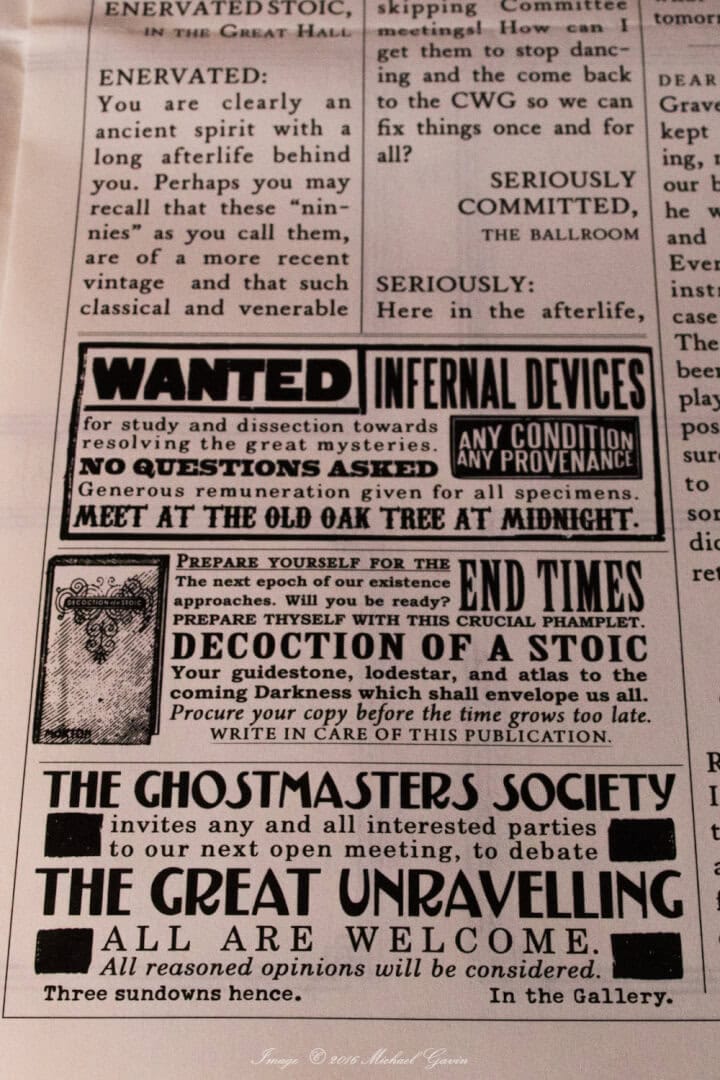 ENERVATED STOIC,
IN THE GREAT HALL
ENERVATED:
You are clearly an
ancient spirit with a
long afterlife behind
you. Perhaps you may
recall that these “nin-
nies” as you call them,
are of a more recent
vintage and that such
classical and venerable
skipping Committee
meetings! How can I
get them to stop danc-
ing and the come back
to the CWG so we can
fix things once and for
all?
SERIOUSLY
COMMITTED,
THE BALLROOM
SERIOUSLY:
Here in the afterlife,
DEAR
kept
our b
he w
and
case
The
to
WANTED
INFERNAL DEVICES
for study and dissection towards
resolving the great mysteries.
NO QUESTIONS ASKED
ANY CONDITION
ANY PROVENANCE
Generous remuneration given for all specimens.
MEET AT THE OLD OAK TREE AT MIDNIGHT.
DECOCTION OF A STOIC
MORTON
PREPARE YOURSELF FOR THE
END TIMES
The next epoch of our existence
approaches. Will you be ready?
PREPARE THYSELF WITH THIS CRUCIAL PHAMPLET.
DECOCTION OF A STOIC
Your guidestone, lodestar, and atlas to the
coming Darkness which shall envelope us all.
Procure your copy before the time grows too late.
WRITE IN CARE OF THIS PUBLICATION.
THE GHOSTMASTERS SOCIETY
invites any and all interested parties
to our next open meeting, to debate
THE GREAT UNRAVELLING
ALL ARE WELCOME.
All reasoned opinions will be considered.
Three sundowns hence.
In the Gallery.
Image © 2016 Michael Gavin